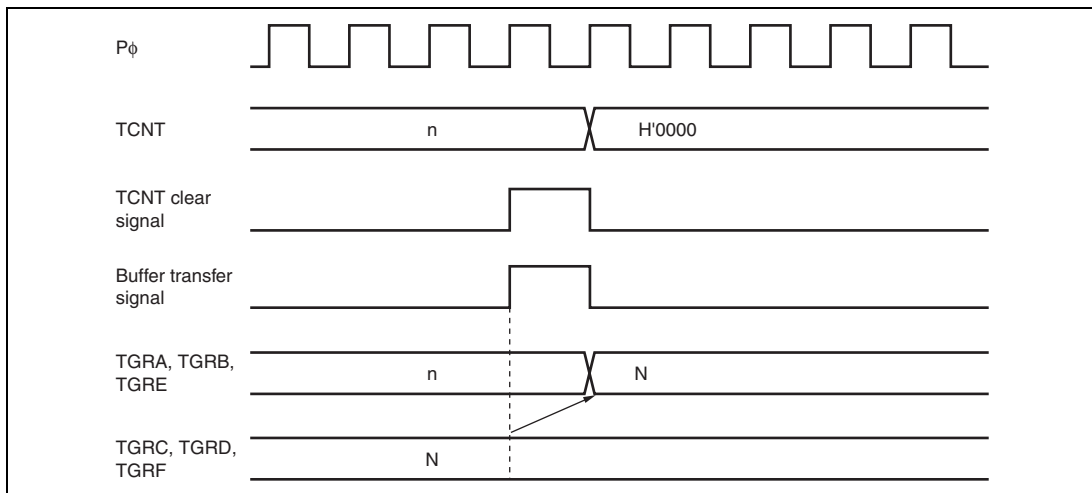 Pϕ
TCNT
n
H'0000
TCNT clear
signal
Buffer transfer
signal
TGRA, TGRB,
TGRE
n
N
TGRC, TGRD,
TGRF
N